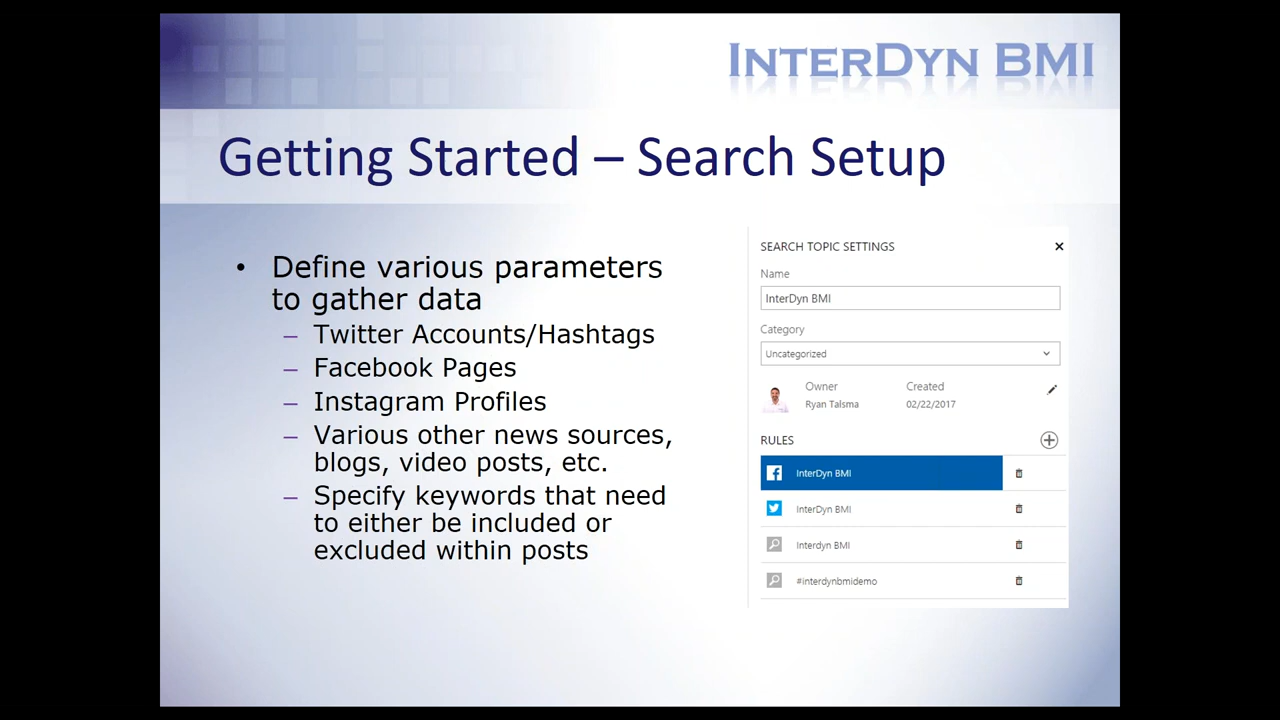 INTERDYN BMI
Getting Started – Search Setup
• Define various parameters
to gather data
– Twitter Accounts/Hashtags
– Facebook Pages
– Instagram Profiles
– Various other news sources,
blogs, video posts, etc.
– Specify keywords that need
to either be included or
excluded within posts
SEARCH TOPIC SETTINGS
Name
InterDyn BMI
Category
Uncategorized
Owner Created
Ryan Talsma 02/22/2017
RULES
InterDyn BMI
InterDyn BMI
Interdyn BMI
#interdynbmidemo